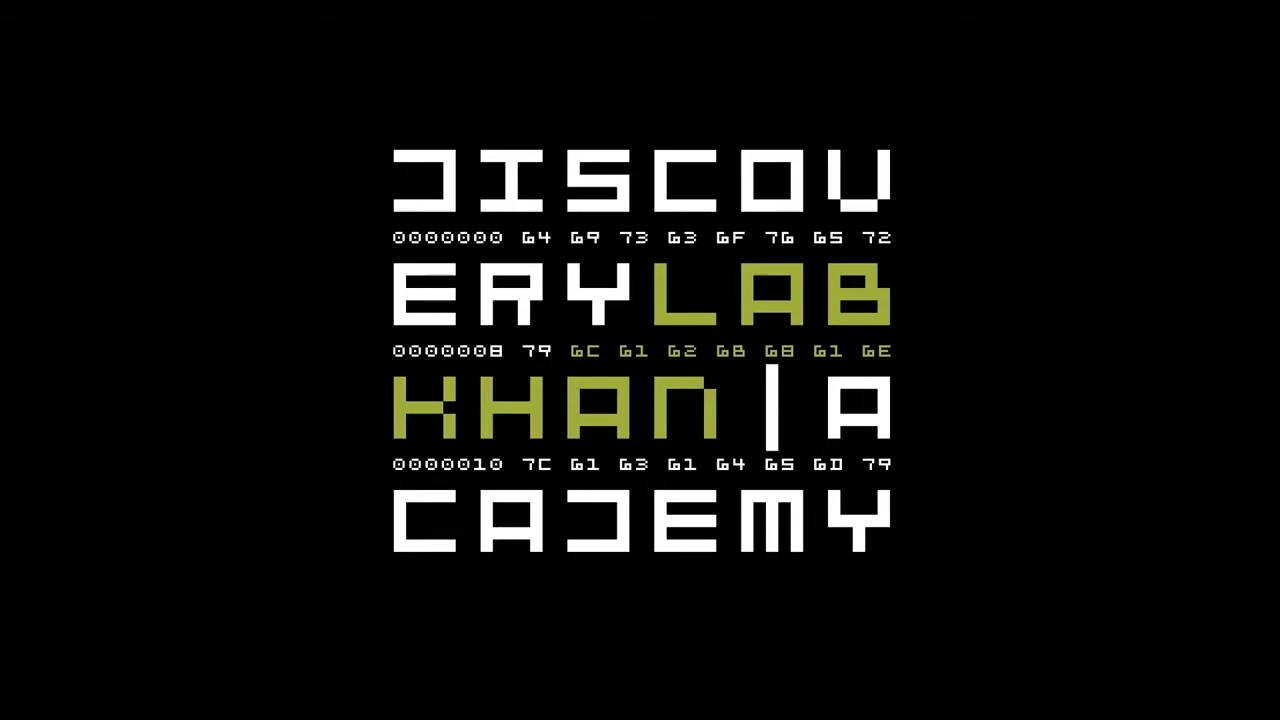 DISCOV
0000000 64 69 73 63 6F 76 65 72
ERYLAB
0000008 79 6C 61 62 6B 68 61 6E
KHAN|A
0000010 7C 61 63 61 64 65 6D 79
CADEMY